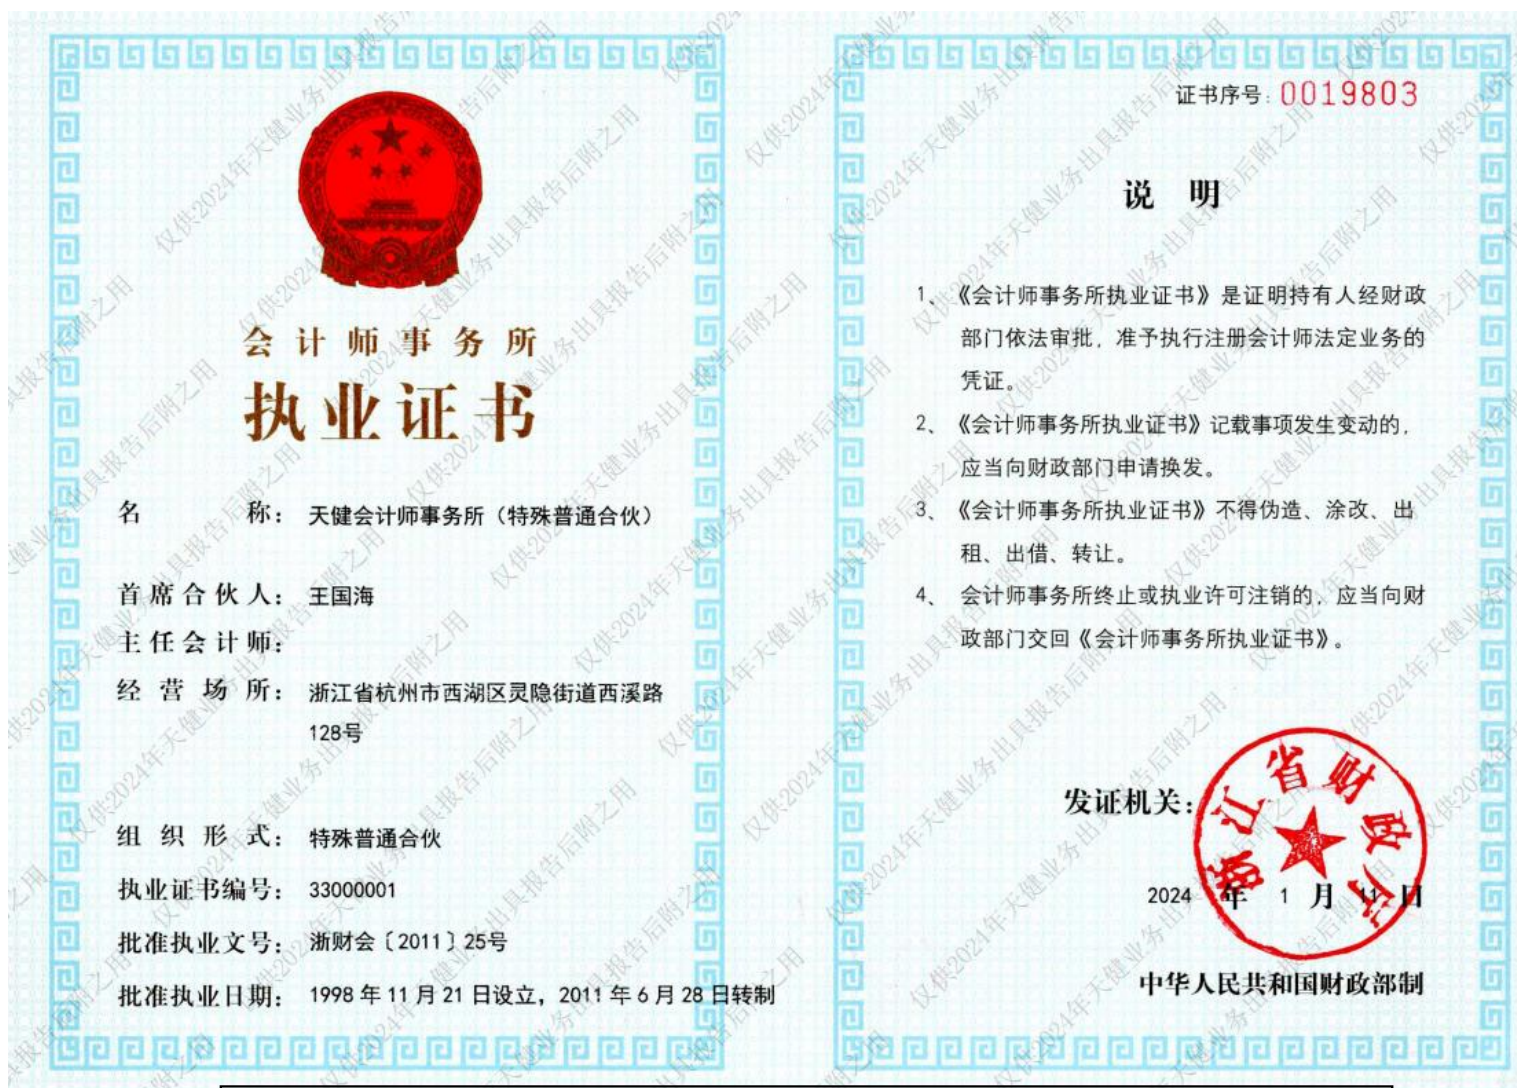 会计师事务所
执业证书
名 称： 天健会计师事务所（特殊普通合伙）
首席合伙人： 王国海
主任会计师：
经营场所： 浙江省杭州市西湖区灵隐街道西溪路
128号
组织形式： 特殊普通合伙
执业证书编号： 33000001
批准执业文号： 浙财会〔2011〕25号
批准执业日期： 1998年11月21日设立，2011年6月28日转制
证书序号：0019803
说 明
1、《会计师事务所执业证书》是证明持有人经财政
部门依法审批，准予执行注册会计师法定业务的
凭证。
2、《会计师事务所执业证书》记载事项发生变动的，
应当向财政部门申请换发。
3、《会计师事务所执业证书》不得伪造、涂改、出
租、出借、转让。
4、 会计师事务所终止或执业许可注销的，应当向财
政部门交回《会计师事务所执业证书》。
发证机关：
浙江省财政厅
2024 年 1 月 11 日
中华人民共和国财政部制
仅供2024年天健业务出具报告后附之用